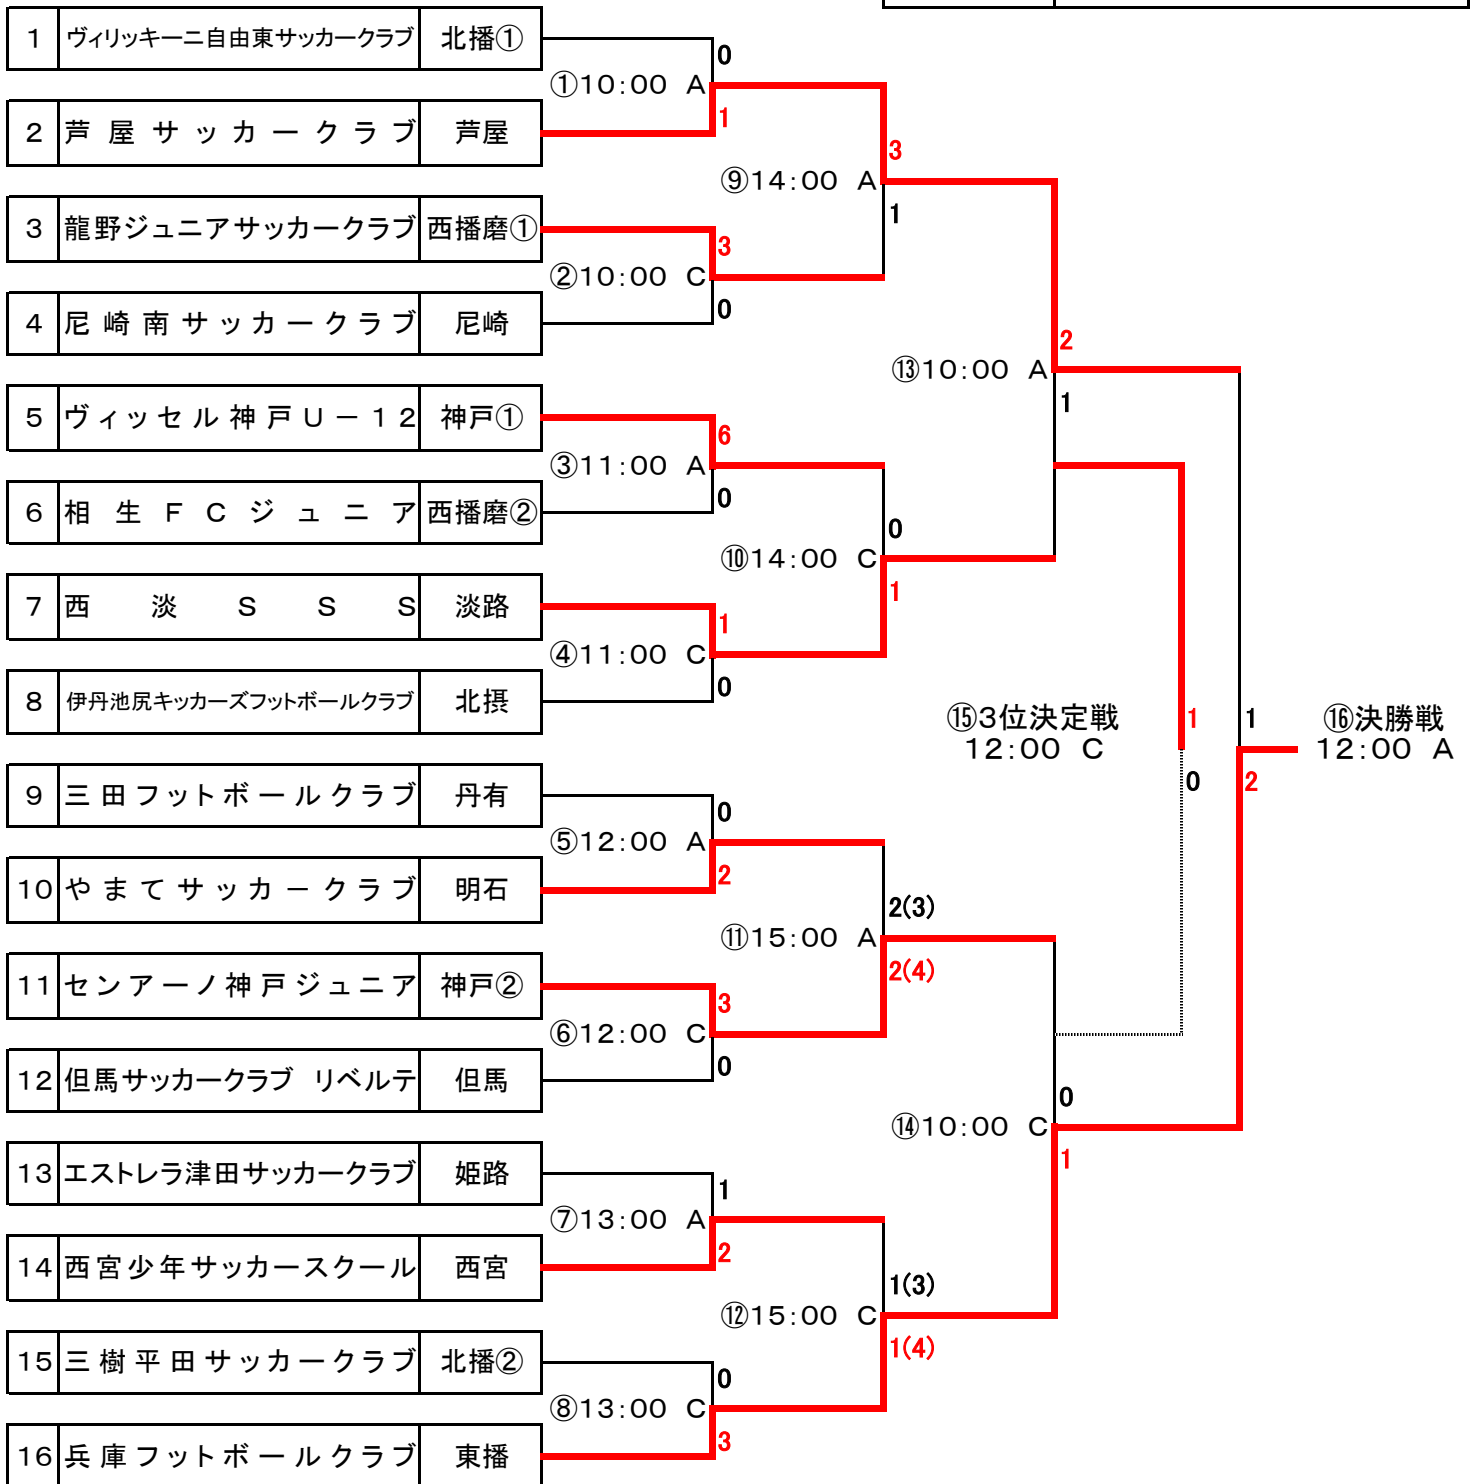 1 ヴィリッキーニ自由東サッカークラブ 北播①
0
①10:00 A
1
2 芦屋サッカークラブ 芦屋
3
⑨14:00 A
1
3 龍野ジュニアサッカークラブ 西播磨①
3
②10:00 C
0
4 尼崎南サッカークラブ 尼崎
2
⑬10:00 A
1
5 ヴィッセル神戸U－12 神戸①
6
③11:00 A
0
6 相生FCジュニア 西播磨②
0
⑩14:00 C
1
7 西淡SSS 淡路
1
④11:00 C
0
8 伊丹池尻キッカーズフットボールクラブ 北摂
⑮3位決定戦
12:00 C
1
0
1
2
⑯決勝戦
12:00 A
9 三田フットボールクラブ 丹有
0
⑤12:00 A
2
10 やまてサッカークラブ 明石
2(3)
⑪15:00 A
2(4)
11 センアーノ神戸ジュニア 神戸②
3
⑥12:00 C
0
12 但馬サッカークラブ リベルテ 但馬
0
⑭10:00 C
1
13 エストレラ津田サッカークラブ 姫路
1
⑦13:00 A
2
14 西宮少年サッカースクール 西宮
1(3)
⑫15:00 C
1(4)
15 三樹平田サッカークラブ 北播②
0
⑧13:00 C
3
16 兵庫フットボールクラブ 東播